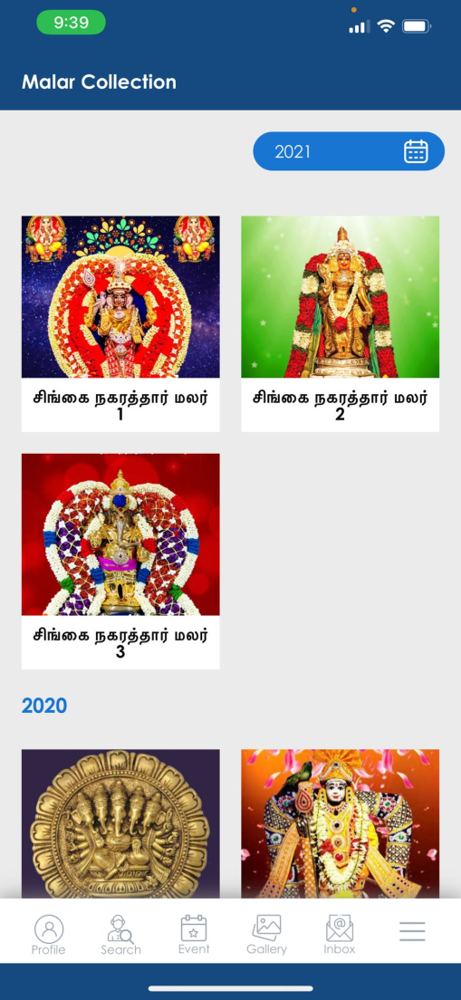 9:39
Malar Collection
2021
சிங்கை நகரத்தார் மலர்
1
சிங்கை நகரத்தார் மலர்
2
சிங்கை நகரத்தார் மலர்
3
2020
Profile
Search
Event
Gallery
Inbox